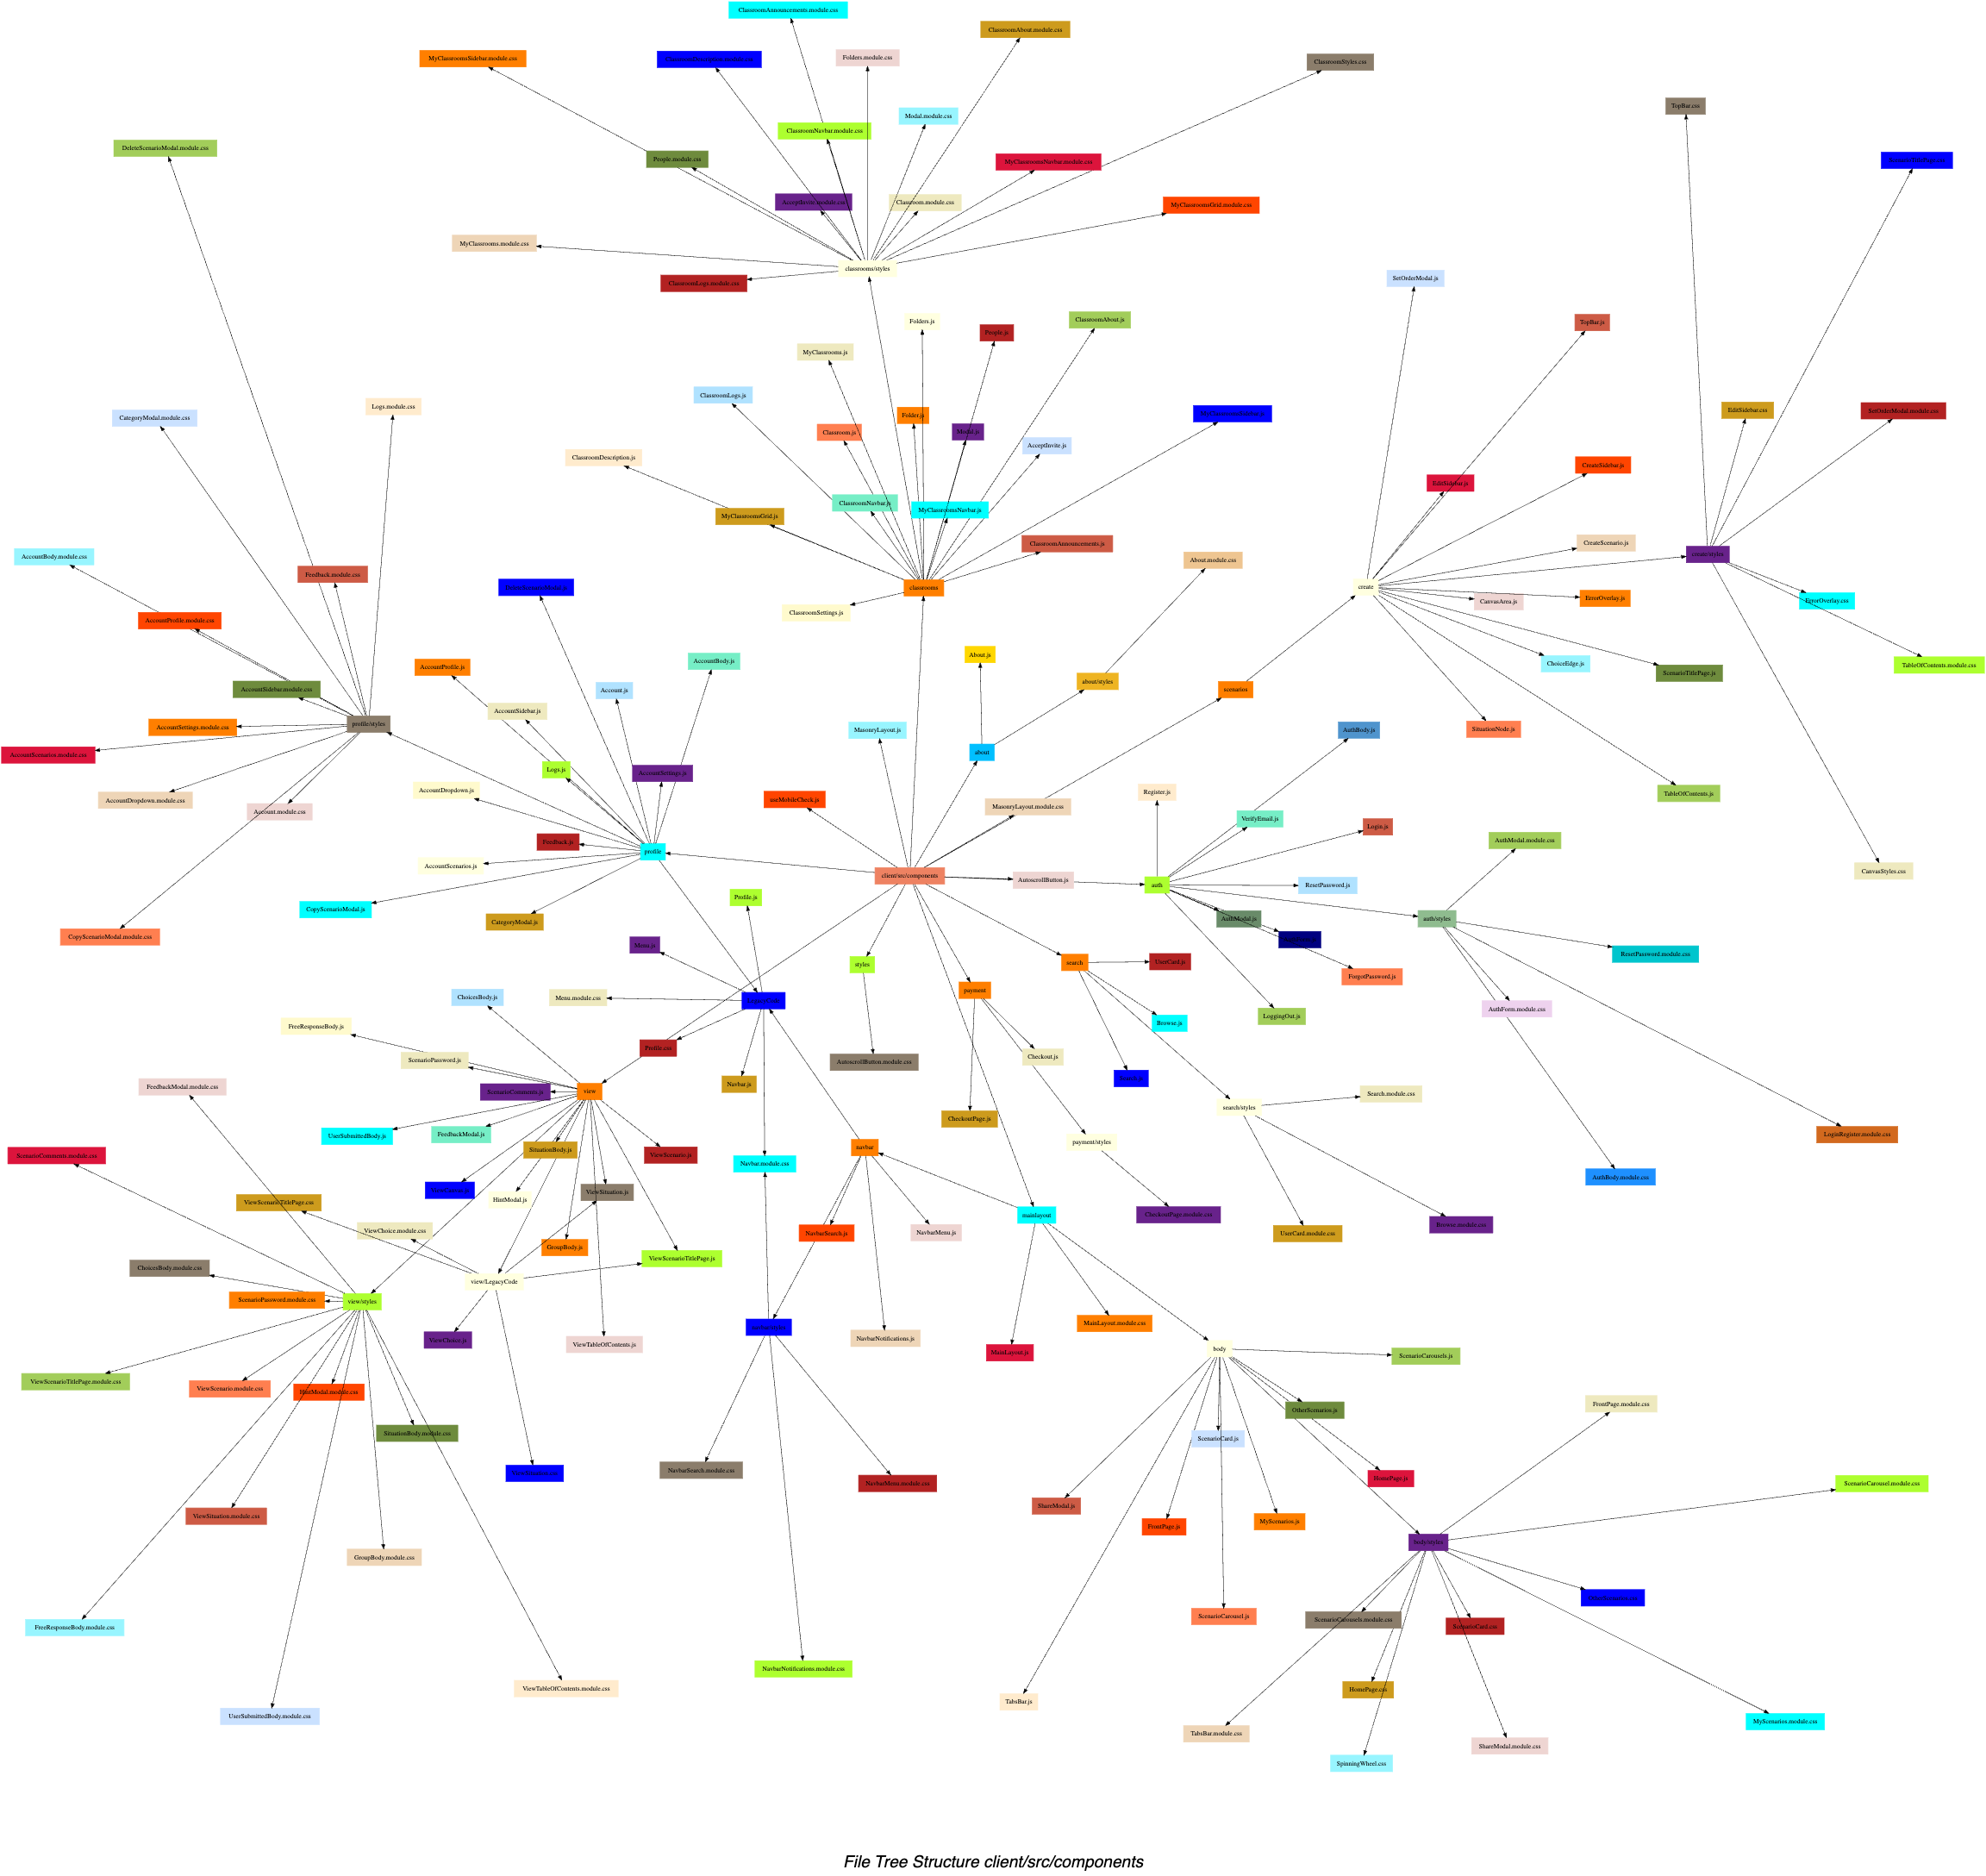 ClassroomAnnouncements.module.css
ClassroomAbout.module.css
MyClassroomsSidebar.module.css
Folders.module.css
ClassroomStyles.css
TopBar.css
Modal.module.css
ClassroomNavbar.module.css
DeleteScenarioModal.module.css
People.module.css
MyClassroomsNavbar.module.css
AcceptInvite.module.css
Classroom.module.css
MyClassroomsGrid.module.css
MyClassrooms.module.css
classrooms/styles
SetOrderModal.js
ClassroomLogs.module.css
Folders.js
ClassroomAbout.js
TopBar.js
People.js
MyClassrooms.js
ClassroomLogs.js
Logs.module.css
CategoryModal.module.css
Folder.js
MyClassroomsSidebar.js
EditSidebar.css
SetOrderModal.module.css
Classroom.js
Modal.js
AcceptInvite.js
ClassroomDescription.js
CreateSidebar.js
EditSidebar.js
ClassroomNavbar.js
MyClassroomsNavbar.js
MyClassroomsGrid.js
ClassroomAnnouncements.js
CreateScenario.js
AccountBody.module.css
create/styles
About.module.css
Feedback.module.css
classrooms
create
CanvasArea.js
ErrorOverlay.js
ErrorOverlay.css
ClassroomSettings.js
AccountProfile.module.css
About.js
AccountBody.js
AccountProfile.js
ChoiceEdge.js
TableOfContents.module.css
ScenarioTitlePage.js
about/styles
AccountSidebar.module.css
Account.js
scenarios
AccountSidebar.js
profile/styles
AccountSettings.module.css
MasonryLayout.js
AuthBody.js
SituationNode.js
about
AccountScenarios.module.css
Logs.js
AccountSettings.js
AccountDropdown.js
Register.js
TableOfContents.js
AccountDropdown.module.css
useMobileCheck.js
MasonryLayout.module.css
Account.module.css
VerifyEmail.js
Login.js
FeedBack.js
AuthModal.module.css
profile
AccountScenarios.js
client/src/components
AutoscrollButton.js
auth
ResetPassword.js
CanvasStyles.css
Profile.js
CopyScenarioModal.js
CategoryModal.js
AuthModal.js
auth/styles
CopyScenarioModal.module.css
Menu.js
ResetPassword.module.css
styles
search
UserCard.js
ForgotPassword.js
payment
Menu.module.css
ChoicesBody.js
LegacyCode
AuthForm.module.css
LoggingOut.js
FreeResponseBody.js
Browse.js
Profile.css
ScenarioPassword.js
AutoscrollButton.module.css
Checkout.js
Navbar.js
FeedbackModal.module.css
ScenarioComments.js
view
Search.module.css
search/styles
CheckoutPage.js
UserSubmittedBody.js
FeedbackModal.js
LoginRegister.module.css
payment/styles
navbar
SituationBody.js
ViewScenario.js
ScenarioComments.module.css
Navbar.module.css
AuthBody.module.css
ViewSituation.js
HintModal.js
ViewScenarioTitlePage.css
mainlayout
CheckoutPage.module.css
Browse.module.css
ViewChoice.module.css
NavbarSearch.js
NavbarMenu.js
UserCard.module.css
GroupBody.js
ViewScenarioTitlePage.js
ChoicesBody.module.css
view/LegacyCode
ScenarioPassword.module.css
view/styles
MainLayout.module.css
ViewChoice.js
NavbarNotifications.js
ViewTableOfContents.js
body
MainLayout.js
ScenarioCarousels.js
ViewScenarioTitlePage.module.css
ViewScenario.module.css
HintModal.module.css
FrontPage.module.css
OtherScenarios.js
SituationBody.module.css
ScenarioCard.js
NavbarSearch.module.css
HomePage.js
NavbarMenu.module.css
ScenarioCarousel.module.css
ShareModal.js
ViewSituation.module.css
MyScenarios.js
FrontPage.js
body/styles
GroupBody.module.css
ScenarioCarousel.js
ScenarioCarousels.module.css
ScenarioCard.css
FreeResponseBody.module.css
NavbarNotifications.module.css
ViewTableOfContents.module.css
HomePage.css
TabsBar.js
UserSubmittedBody.module.css
MyScenarios.module.css
TabsBar.module.css
ShareModal.module.css
SpinningWheel.css
File Tree Structure client/src/components